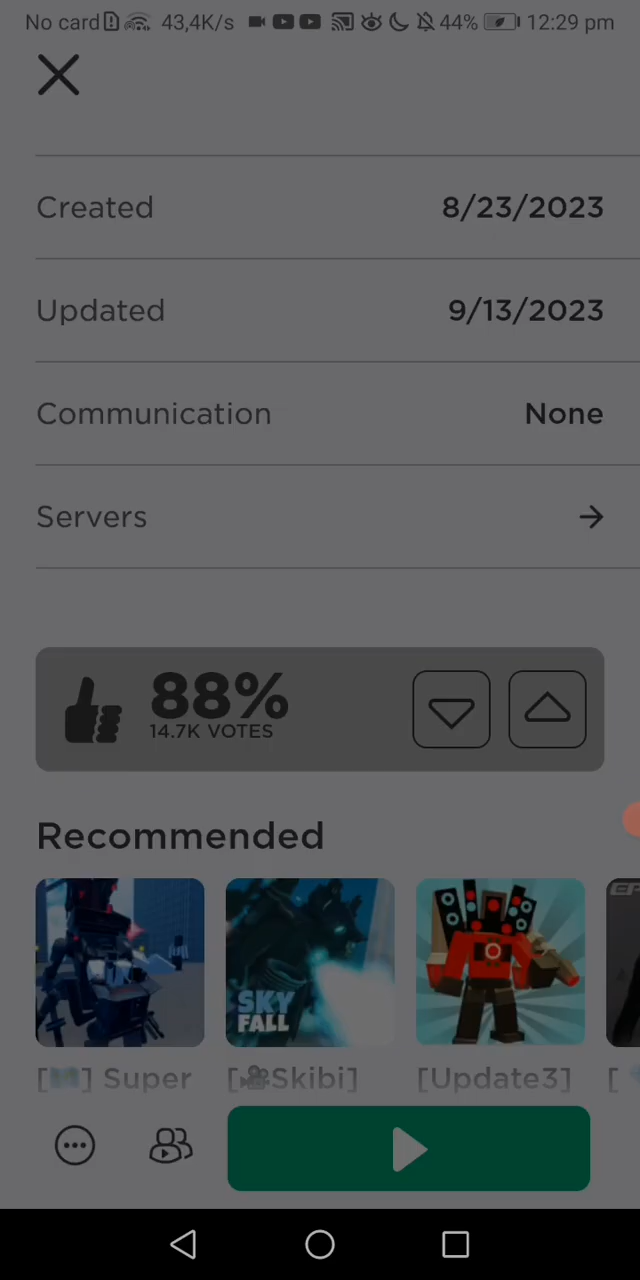 No card 43,4K/s 44% 12:29 pm
Created 8/23/2023
Updated 9/13/2023
Communication None
Servers
88%
14.7K VOTES
Recommended
SKY
FALL
[ ] Super [🎥Skibi] [Update3] [